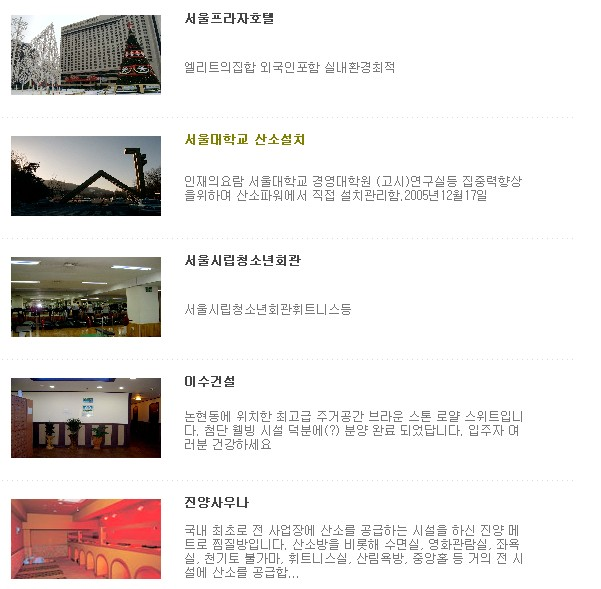 서울프라자호텔
엘리트의집합 외국인포함 실내환경최적
서울대학교 산소설치
인재의요람 서울대학교 경영대학원 (고시)연구실등 집중력향상
을위하여 산소파워에서 직접 설치관리함,2005년12월17일
서울시립청소년회관
서울시립청소년회관휘트니스등
이수건설
논현동에 위치한 최고급 주거공간 브라운 스톤 로얄 스위트입니
다. 첨단 웰빙 시설 덕분에(?) 분양 완료 되었답니다. 입주자 여
러분 건강하세요
진양사우나
국내 최초로 전 사업장에 산소를 공급하는 시설을 하신 진양 메
트로 찜질방입니다. 산소방을 비롯해 수면실, 영화관람실, 좌욕
실, 천기토 불가마, 휘트니스실, 산림욕방, 중앙홀 등 거의 전 시
설에 산소를 공급합...